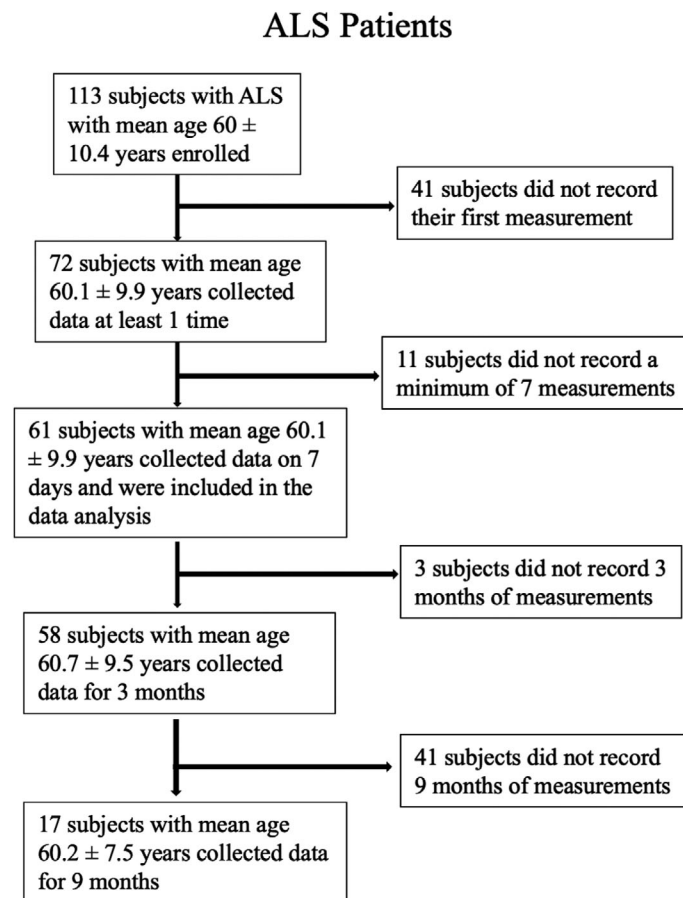 ALS Patients
113 subjects with ALS
with mean age 60 ±
10.4 years enrolled
41 subjects did not record
their first measurement
72 subjects with mean age
60.1 ± 9.9 years collected
data at least 1 time
11 subjects did not record a
minimum of 7 measurements
61 subjects with mean age 60.1
± 9.9 years collected data on 7
days and were included in the
data analysis
3 subjects did not record 3
months of measurements
58 subjects with mean age
60.7 ± 9.5 years collected
data for 3 months
41 subjects did not record
9 months of measurements
17 subjects with mean age
60.2 ± 7.5 years collected data
for 9 months